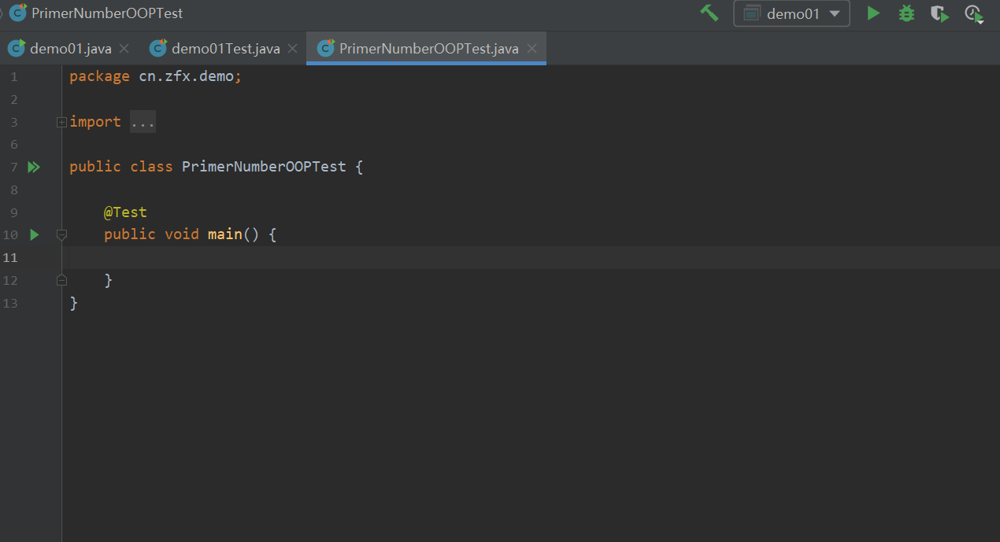 PrimerNumberOOPTest
demo01
demo01.java
demo01Test.java
PrimerNumberOOPTest.java
1 package cn.zfx.demo;
2
3 import ...
6
7 public class PrimerNumberOOPTest {
8
9 @Test
10 public void main() {
11
12 }
13 }